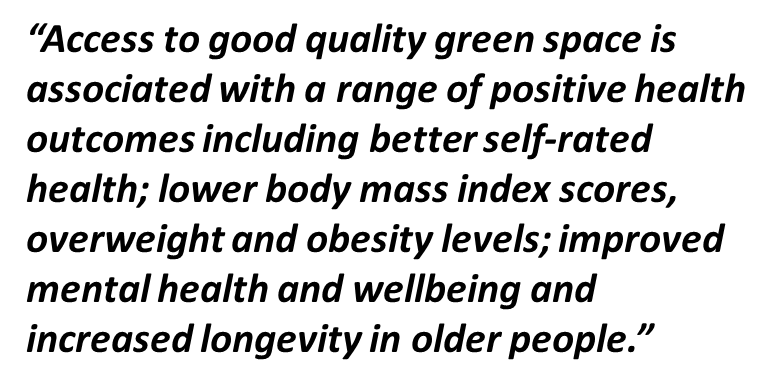 “Access to good quality green space is
associated with a range of positive health
outcomes including better self-rated
health; lower body mass index scores,
overweight and obesity levels; improved
mental health and wellbeing and
increased longevity in older people.”